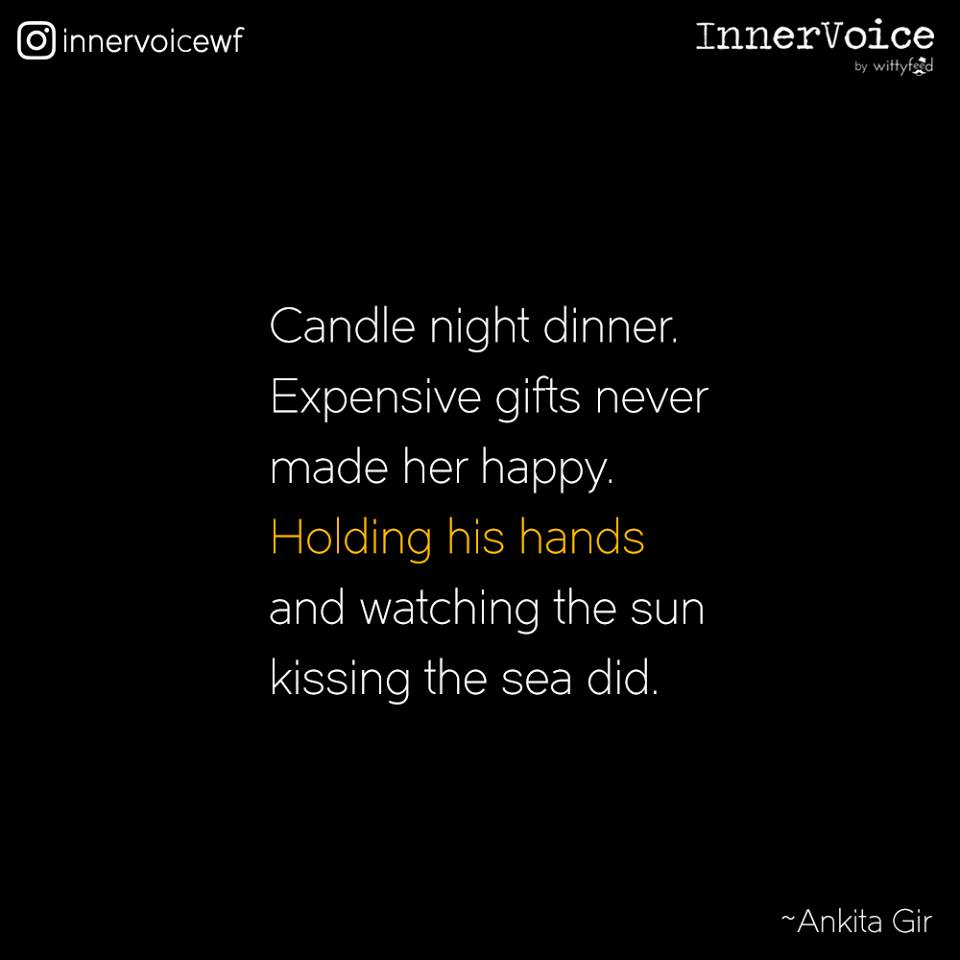 innervoicewf
InnerVoice
by wittyfeed
Candle night dinner.
Expensive gifts never
made her happy.
Holding his hands
and watching the sun
kissing the sea did.
~Ankita Gir